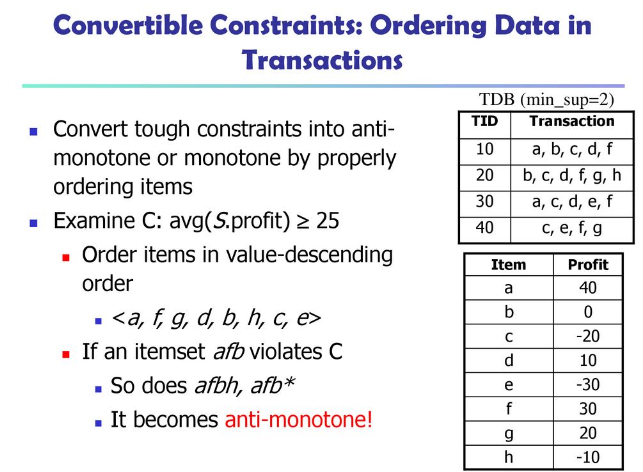 Convertible Constraints: Ordering Data in
Transactions
Convert tough constraints into anti-
monotone or monotone by properly
ordering items
Examine C: avg(S.profit) ≥ 25
Order items in value-descending
order
<a, f, g, d, b, h, c, e>
If an itemset afb violates C
So does afbh, afb*
It becomes anti-monotone!
TDB (min_sup=2)
TID Transaction
10 a, b, c, d, f
20 b, c, d, f, g, h
30 a, c, d, e, f
40 c, e, f, g
Item Profit
a 40
b 0
c -20
d 10
e -30
f 30
g 20
h -10